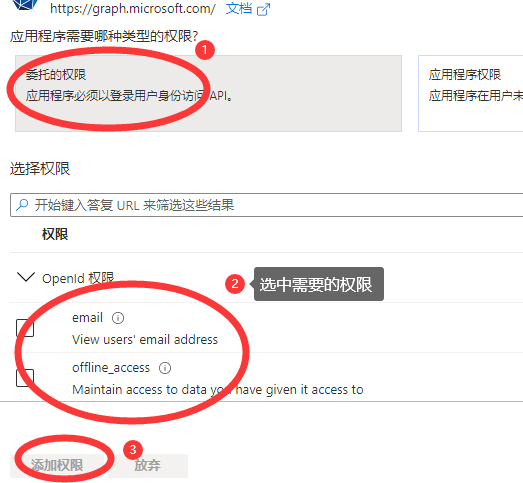 https://graph.microsoft.com/ 文档
应用程序需要哪种类型的权限?
1
委托的权限
应用程序必须以登录用户身份访问 API。
应用程序权限
应用程序在用户未
选择权限
开始键入答复 URL 来筛选这些结果
权限
OpenId 权限
2
选中需要的权限
email
View users' email address
offline_access
Maintain access to data you have given it access to
3
添加权限
放弃